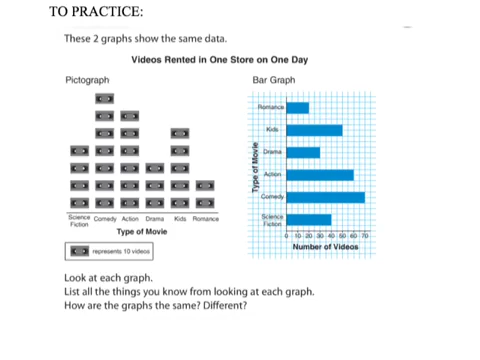 TO PRACTICE:
These 2 graphs show the same data.
Videos Rented in One Store on One Day
Pictograph
Bar Graph
Science Fiction Comedy Action Drama Kids Romance
Type of Movie
represents 10 videos
Type of Movie
Romance
Kids
Drama
Action
Comedy
Science
Fiction
0 10 20 30 40 50 60 70
Number of Videos
Look at each graph.
List all the things you know from looking at each graph.
How are the graphs the same? Different?